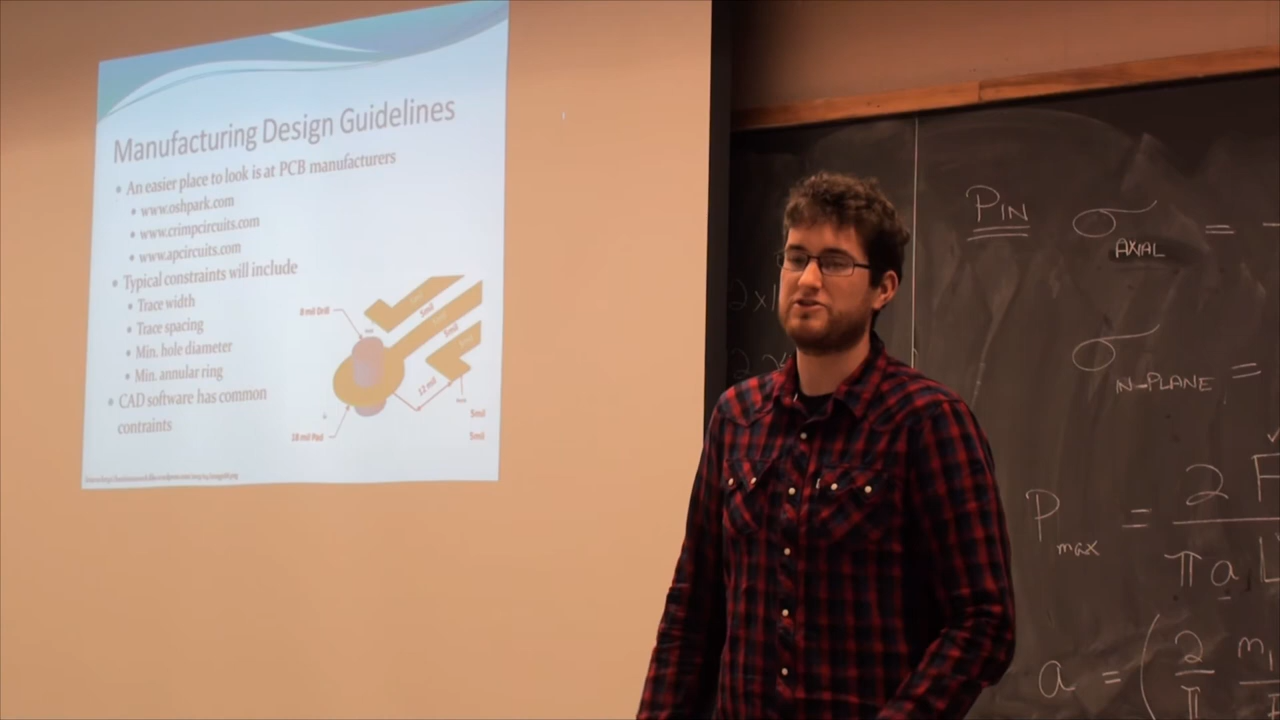 Manufacturing Design Guidelines
• An easier place to look is at PCB manufacturers
• www.oshpark.com
• www.crimpcircuits.com
• www.apcircuits.com
• Typical constraints will include
• Trace width
• Trace spacing
• Min. hole diameter
• Min. annular ring
• CAD software has common
contraints
8 mil Drill
5mil
5mil
12 mil
5mil
5mil
18 mil Pad
PIN
σ AXIAL =
σ IN-PLANE =
P max = 2 F
π a L
a = ( 2 m1
π